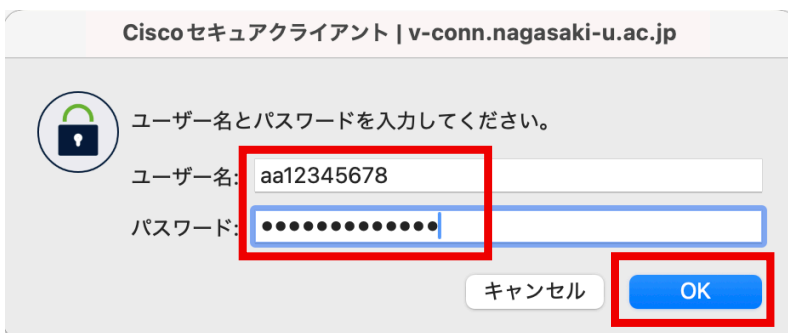 Cisco セキュアクライアント | v-conn.nagasaki-u.ac.jp
ユーザー名とパスワードを入力してください。
ユーザー名: aa12345678
パスワード: ●●●●●●●●●●●●●
キャンセル OK